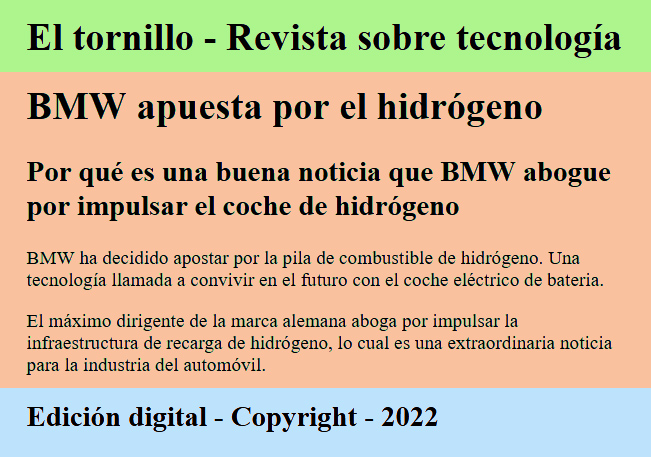 El tornillo - Revista sobre tecnología
BMW apuesta por el hidrógeno
Por qué es una buena noticia que BMW abogue
por impulsar el coche de hidrógeno
BMW ha decidido apostar por la pila de combustible de hidrógeno. Una
tecnología llamada a convivir en el futuro con el coche eléctrico de bateria.
El máximo dirigente de la marca alemana aboga por impulsar la
infraestructura de recarga de hidrógeno, lo cual es una extraordinaria noticia
para la industria del automóvil.
Edición digital - Copyright - 2022